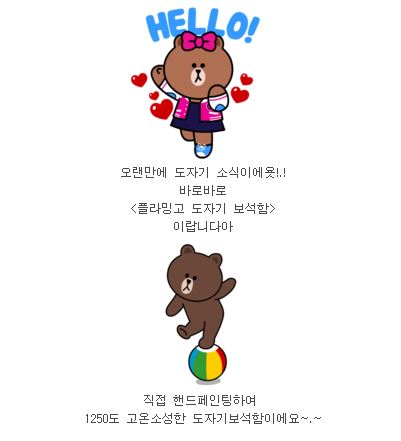 HELLO!
오랜만에 도자기 소식이에욧!.!
바로바로
<플라밍고 도자기 보석함>
이랍니다아
직접 핸드페인팅하여
1250도 고온소성한 도자기보석함이에요~.~